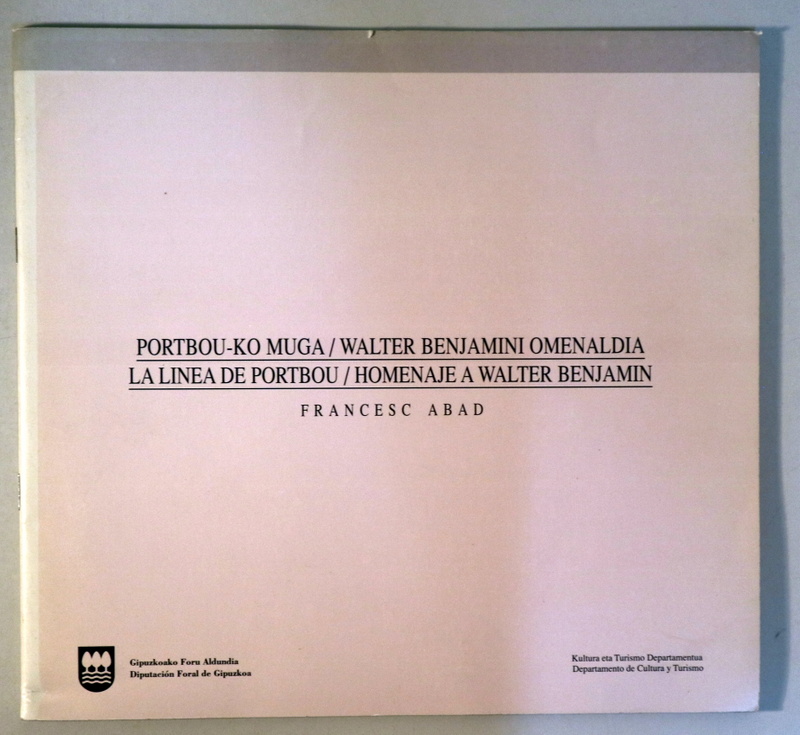 PORTBOU-KO MUGA / WALTER BENJAMINI OMENALDIA
LA LINEA DE PORTBOU / HOMENAJE A WALTER BENJAMIN
FRANCESC ABAD
Gipuzkoako Foru Aldundia
Diputación Foral de Gipuzkoa
Kultura eta Turismo Departamentua
Departamento de Cultura y Turismo